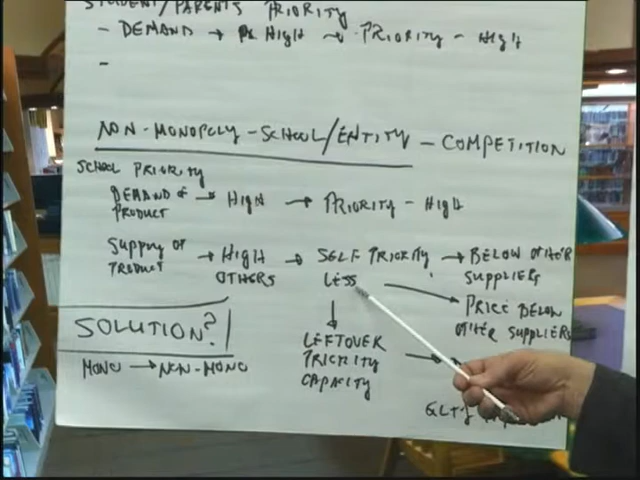 STUDENT/PARENTS PRIORITY
- DEMAND → HIGH → PRIORITY - HIGH
-
NON-MONOPOLY-SCHOOL/ENTITY - COMPETITION
SCHOOL PRIORITY
DEMAND OF PRODUCT → HIGH → PRIORITY - HIGH
SUPPLY OF PRODUCT → HIGH OTHERS → SELF PRIORITY LESS → BELOW OTHER SUPPLIERS
→ PRICE BELOW OTHER SUPPLIERS
↓
LEFTOVER PRIORITY CAPACITY →
SOLUTION?
MONO → NON-MONO